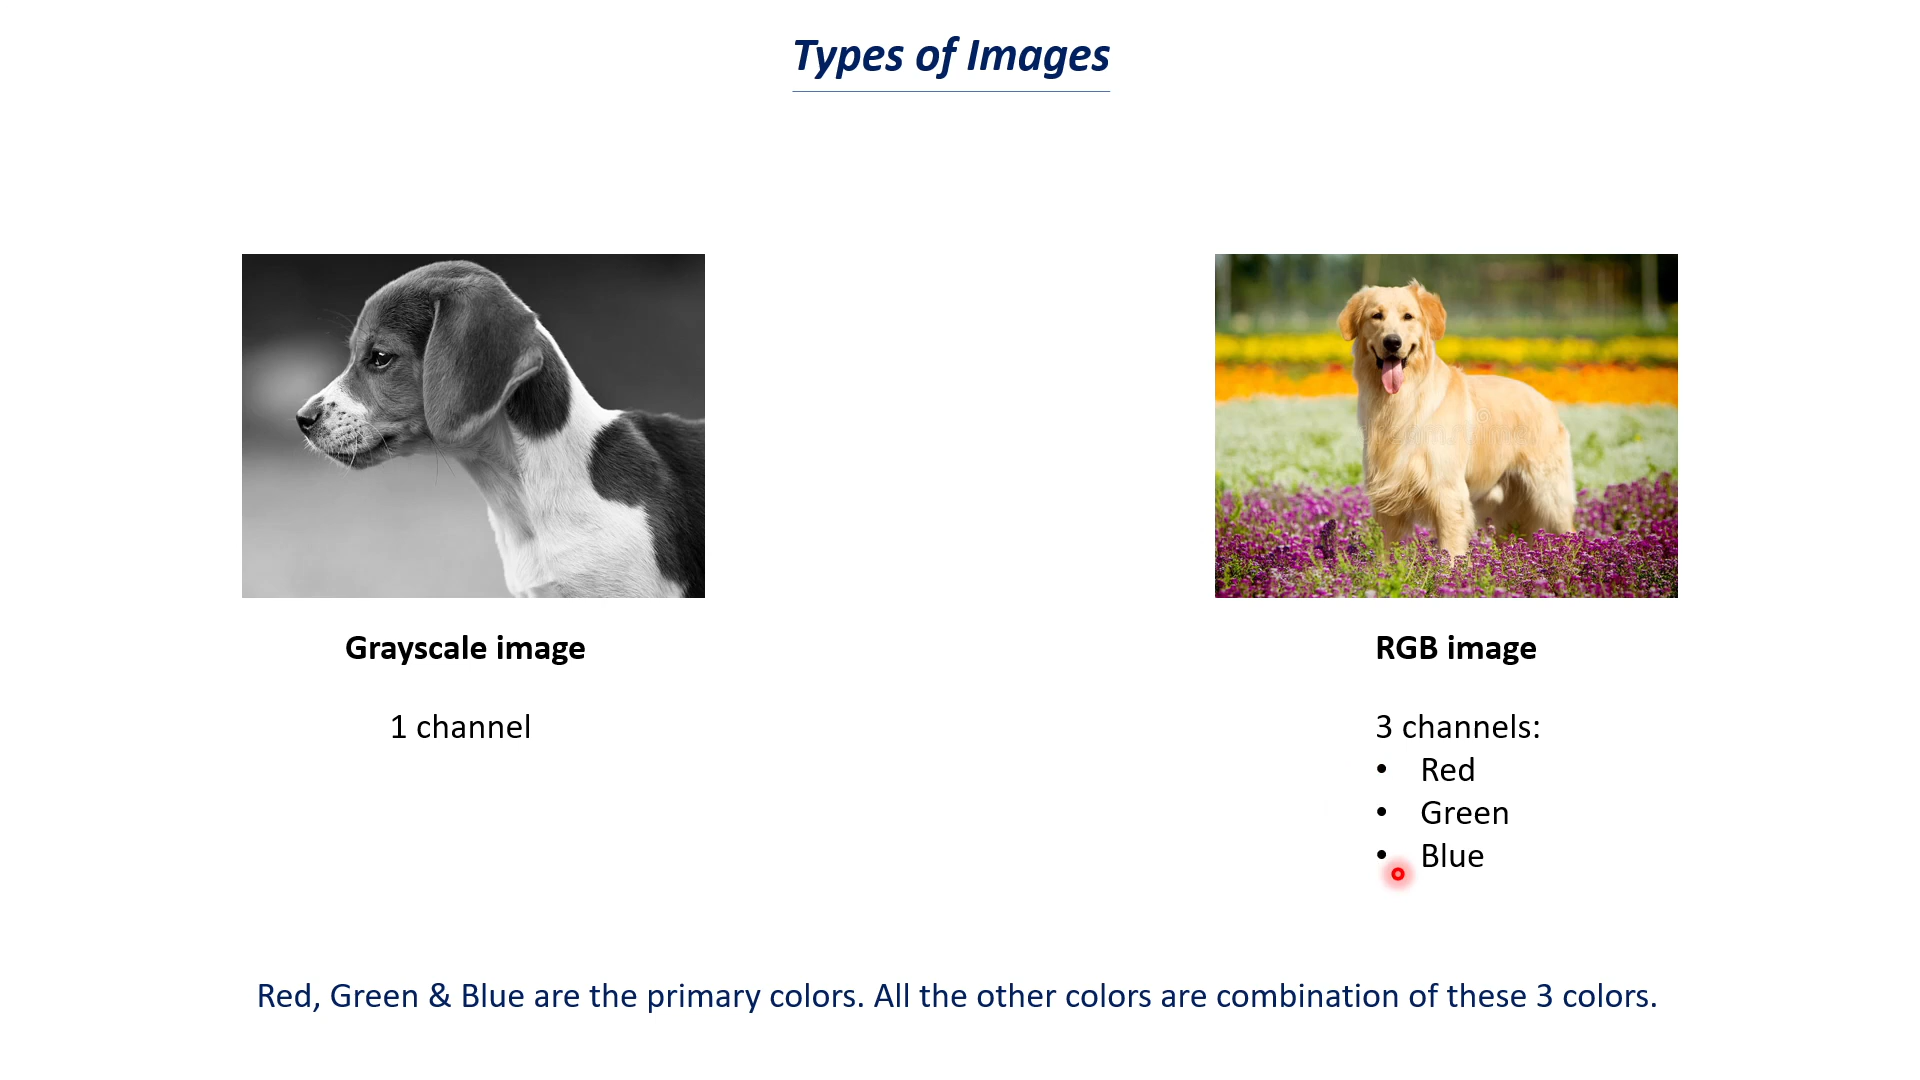 Types of Images
Grayscale image
RGB image
1 channel
3 channels:
• Red
• Green
• Blue
Red, Green & Blue are the primary colors. All the other colors are combination of these 3 colors.